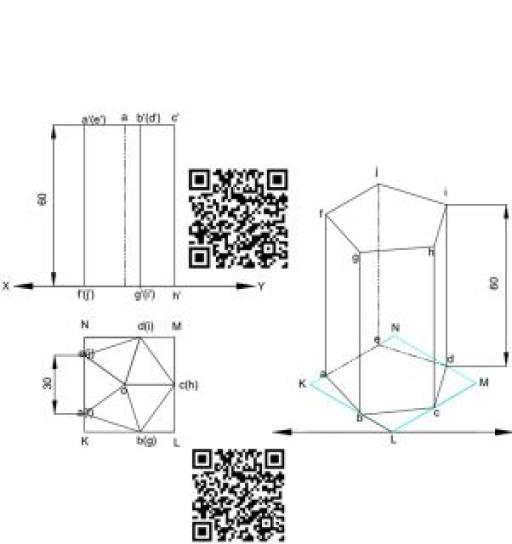 a'(e') a b'(d') c'
60
X Y
f'(j') g'(i') h'
N d(i) M
30
o c(h)
K b(g) L
j
i
f
g h
60
e N
a d
K M
b c
L